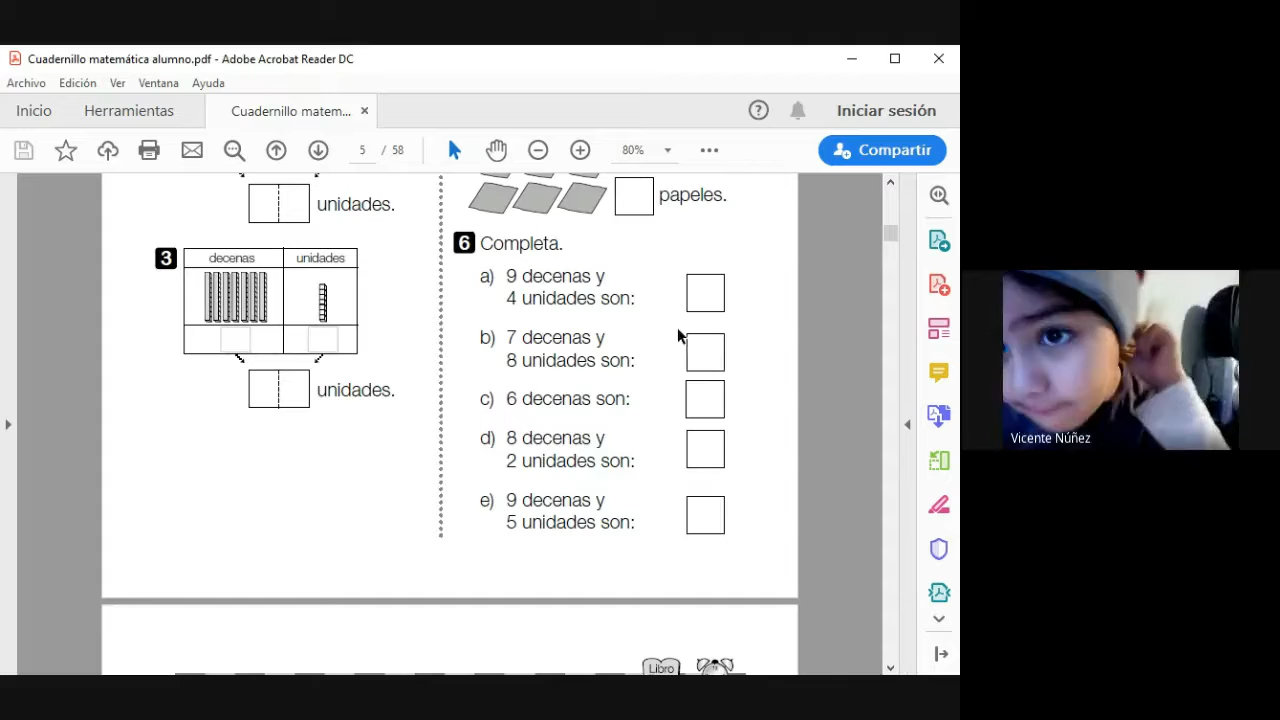 Cuadernillo matemática alumno.pdf - Adobe Acrobat Reader DC
Archivo Edición Ver Ventana Ayuda
Inicio Herramientas Cuadernillo matem... Iniciar sesión
5 / 58 80% Compartir
unidades.
3
decenas unidades
unidades.
papeles.
6 Completa.
a) 9 decenas y
4 unidades son:
b) 7 decenas y
8 unidades son:
c) 6 decenas son:
d) 8 decenas y
2 unidades son:
e) 9 decenas y
5 unidades son:
Libro
Vicente Núñez